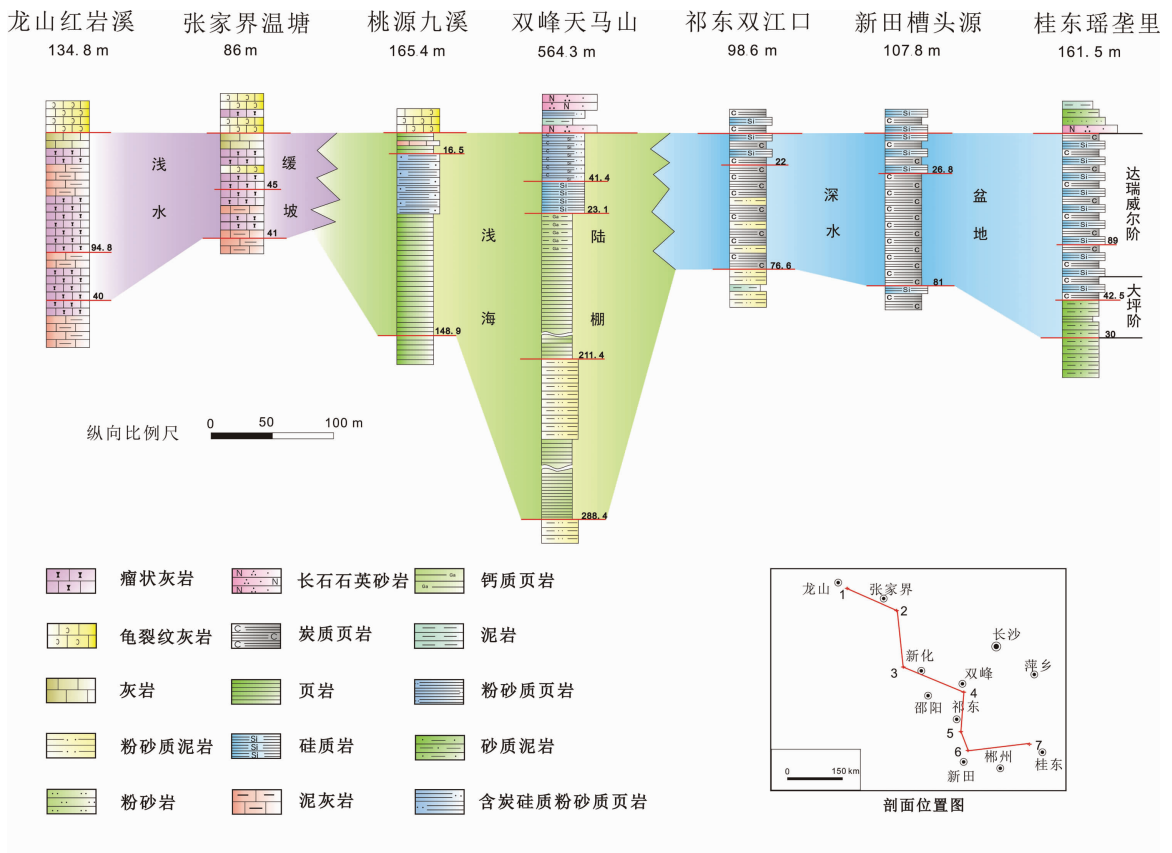 龙山红岩溪 张家界温塘 桃源九溪 双峰天马山 祁东双江口 新田槽头源 桂东瑶垄里
134.8 m 86 m 165.4 m 564.3 m 98.6 m 107.8 m 161.5 m
16.5
41.4
22
26.8
45
23.1
41
94.8
89
76.6
81
40
42.5
148.9
30
211.4
288.4
浅水
缓坡
浅海
陆棚
深水
盆地
达瑞威尔阶
大坪阶
纵向比例尺 0 50 100 m
瘤状灰岩 长石石英砂岩 钙质页岩
龟裂纹灰岩 炭质页岩 泥岩
灰岩 页岩 粉砂质页岩
粉砂质泥岩 硅质岩 砂质泥岩
粉砂岩 泥灰岩 含炭硅质粉砂质页岩
龙山 1 张家界
2
长沙
新化
3
双峰 萍乡
4
邵阳 祁东
5
6 7
新田 郴州 桂东
0 150 km
剖面位置图